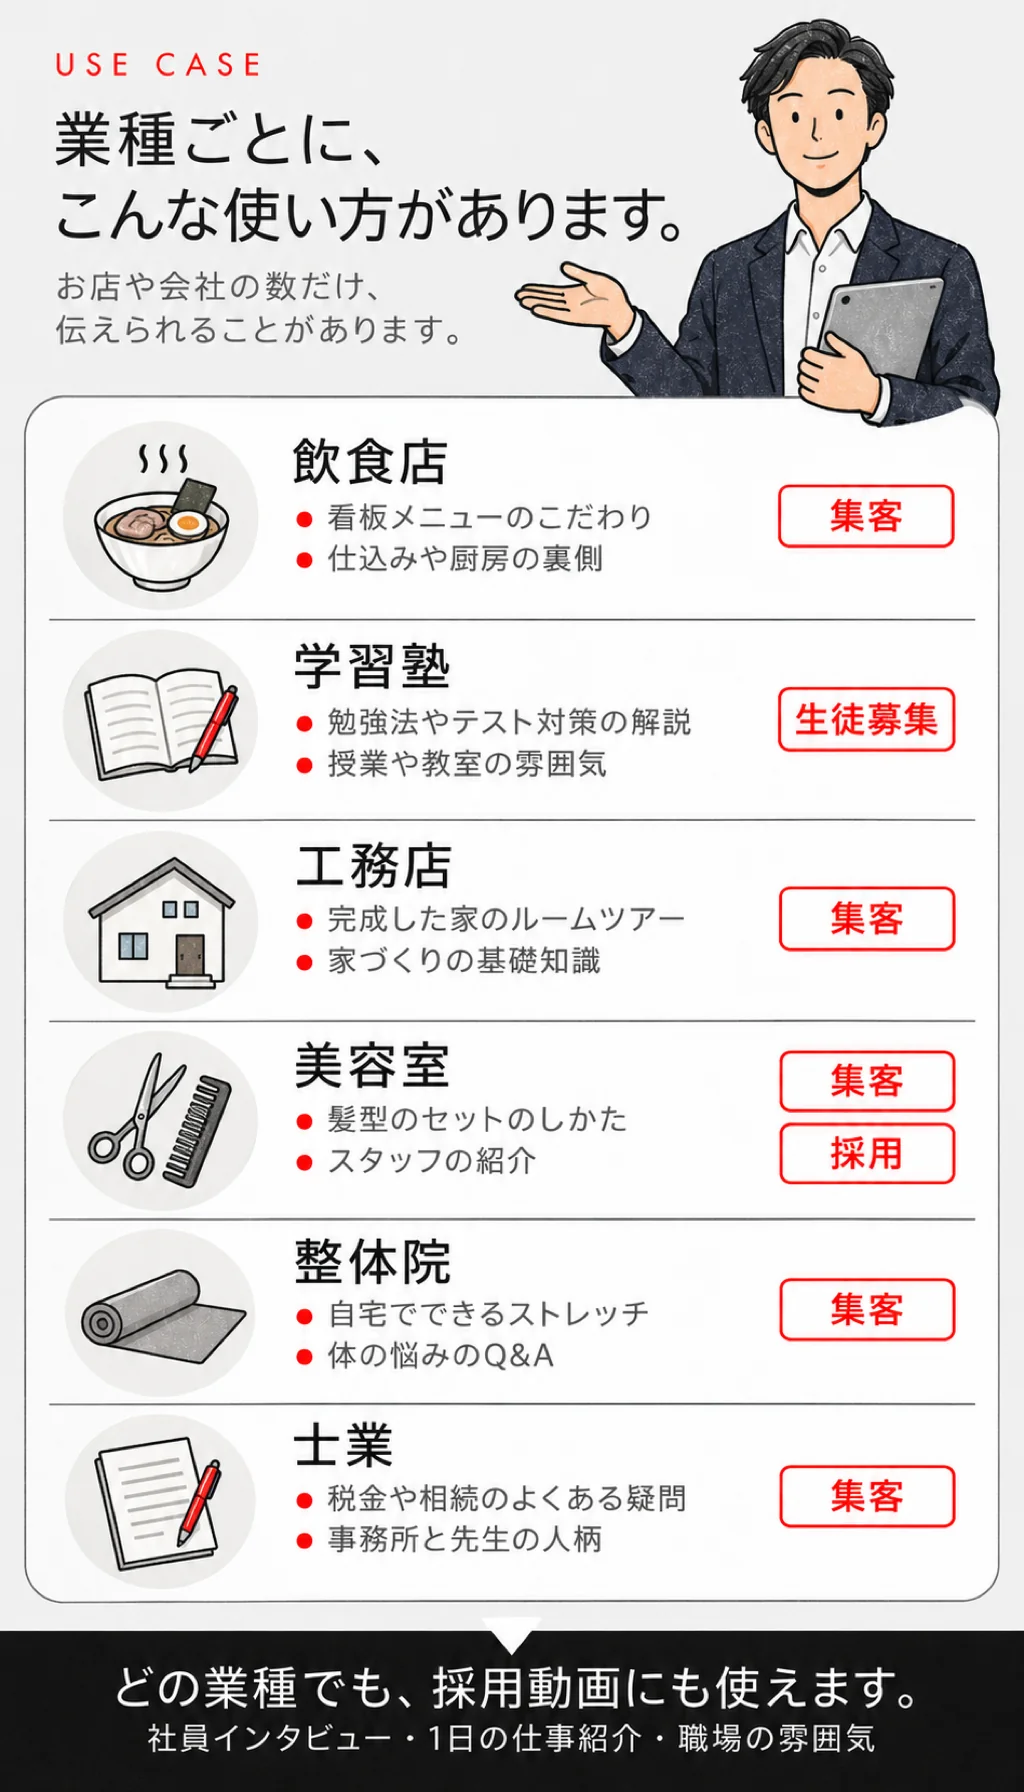 USE CASE
業種ごとに、
こんな使い方があります。
お店や会社の数だけ、
伝えられることがあります。
飲食店
● 看板メニューのこだわり
● 仕込みや厨房の裏側
集客
学習塾
● 勉強法やテスト対策の解説
● 授業や教室の雰囲気
生徒募集
工務店
● 完成した家のルームツアー
● 家づくりの基礎知識
集客
美容室
● 髪型のセットのしかた
● スタッフの紹介
集客
採用
整体院
● 自宅でできるストレッチ
● 体の悩みのQ&A
集客
士業
● 税金や相続のよくある疑問
● 事務所と先生の人柄
集客
どの業種でも、採用動画にも使えます。
社員インタビュー・1日の仕事紹介・職場の雰囲気